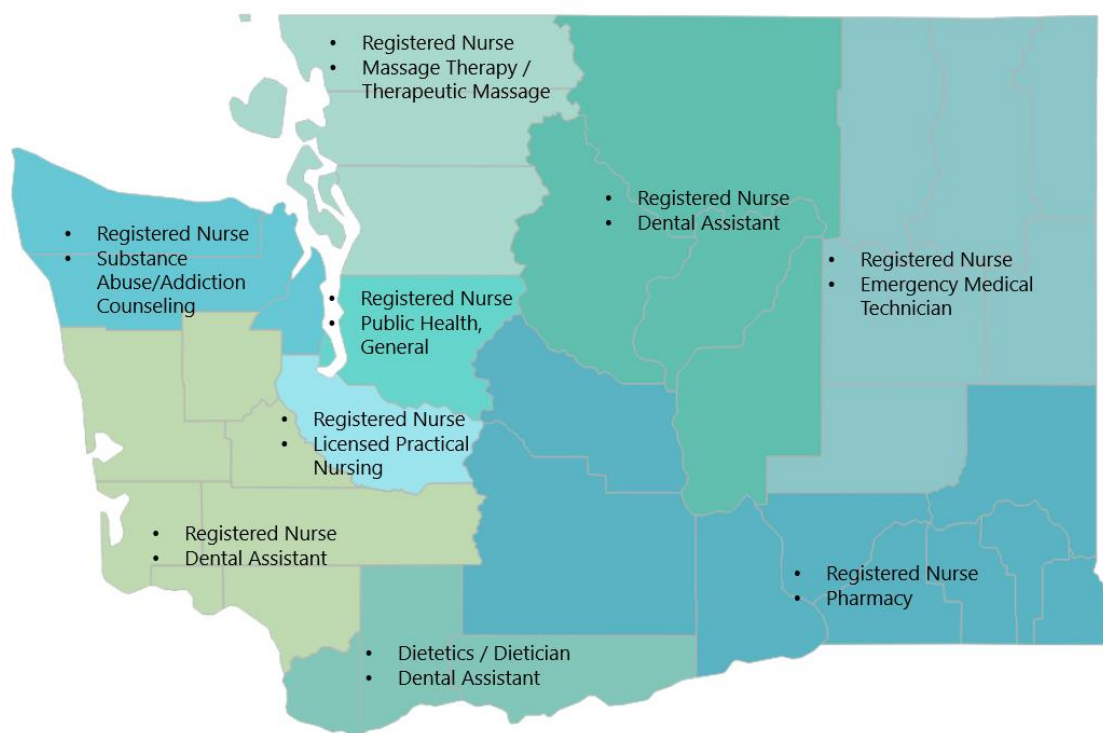 • Registered Nurse
• Massage Therapy /
Therapeutic Massage
• Registered Nurse
• Dental Assistant
• Registered Nurse
• Substance
Abuse/Addiction
Counseling
• Registered Nurse
• Emergency Medical
Technician
• Registered Nurse
• Public Health,
General
• Registered Nurse
• Licensed Practical
Nursing
• Registered Nurse
• Dental Assistant
• Registered Nurse
• Pharmacy
• Dietetics / Dietician
• Dental Assistant